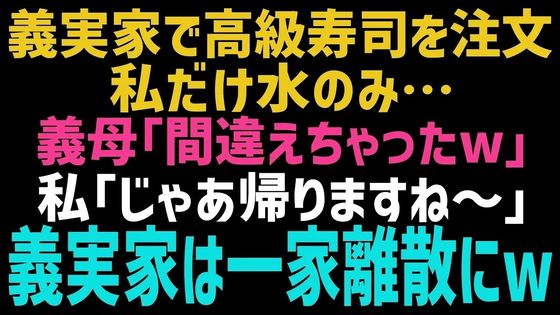 義実家で高級寿司を注文
私だけ水のみ…
義母「間違えちゃったw」
私「じゃあ帰りますね～」
義実家は一家離散にw